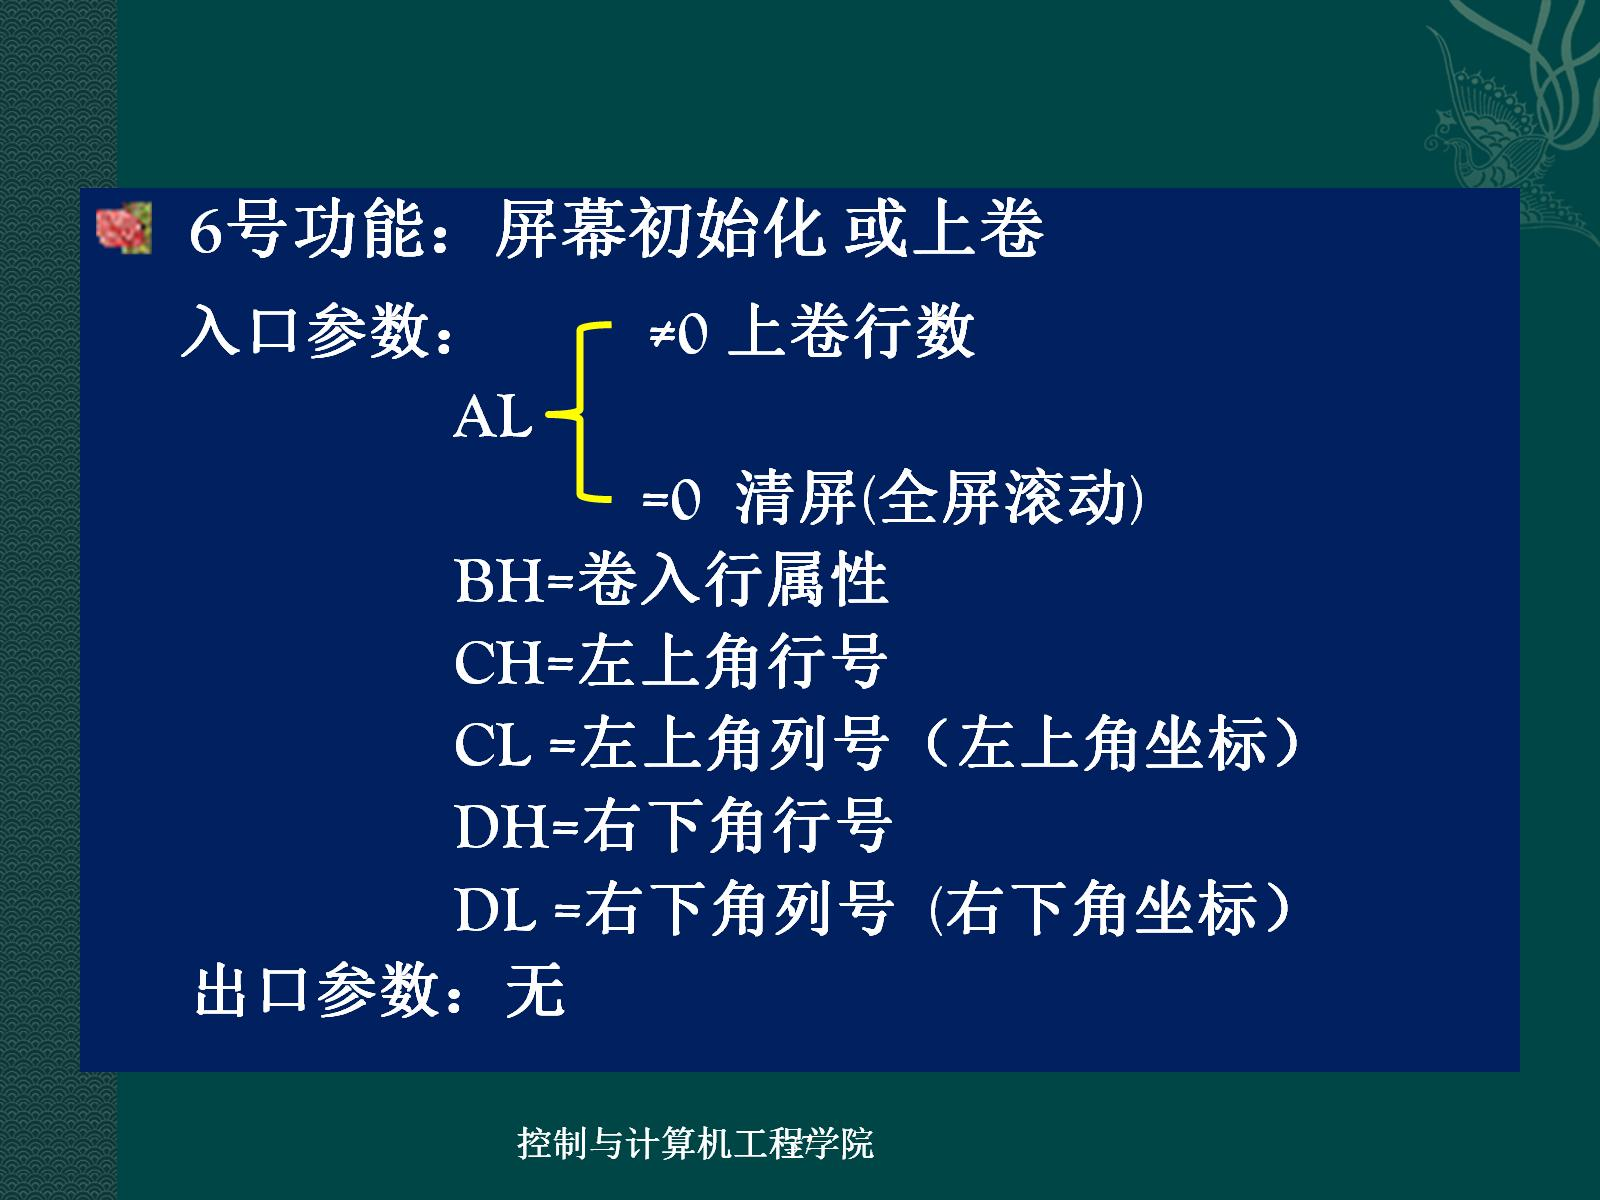 6号功能：屏幕初始化 或上卷
入口参数： ≠0 上卷行数
AL
=0 清屏(全屏滚动)
BH=卷入行属性
CH=左上角行号
CL =左上角列号（左上角坐标）
DH=右下角行号
DL =右下角列号 (右下角坐标）
出口参数：无
控制与计算机工程学院